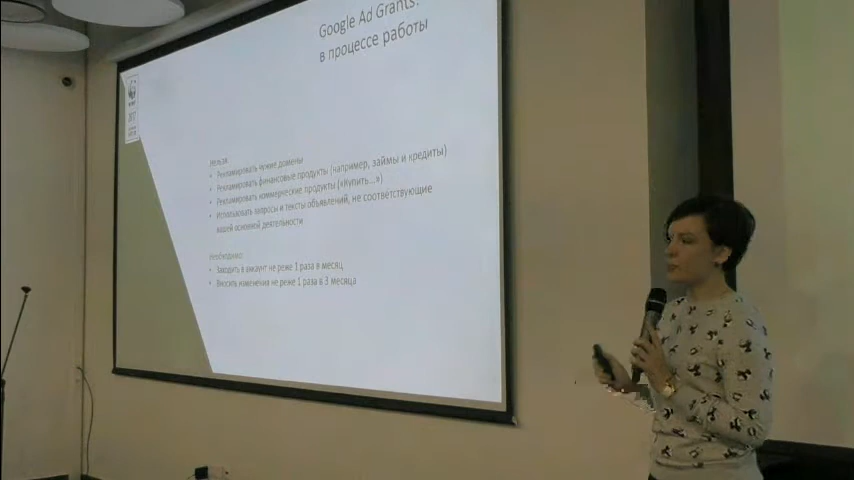 Google Ad Grants:
в процессе работы
WWF
Нельзя
• Рекламировать чужие домены
• Рекламировать финансовые продукты (например, займы и кредиты)
• Рекламировать коммерческие продукты («Купить...»)
• Использовать запросы и тексты объявлений, не соответствующие
вашей основной деятельности
Необходимо:
• Заходить в аккаунт не реже 1 раза в месяц
• Вносить изменения не реже 1 раза в 3 месяца